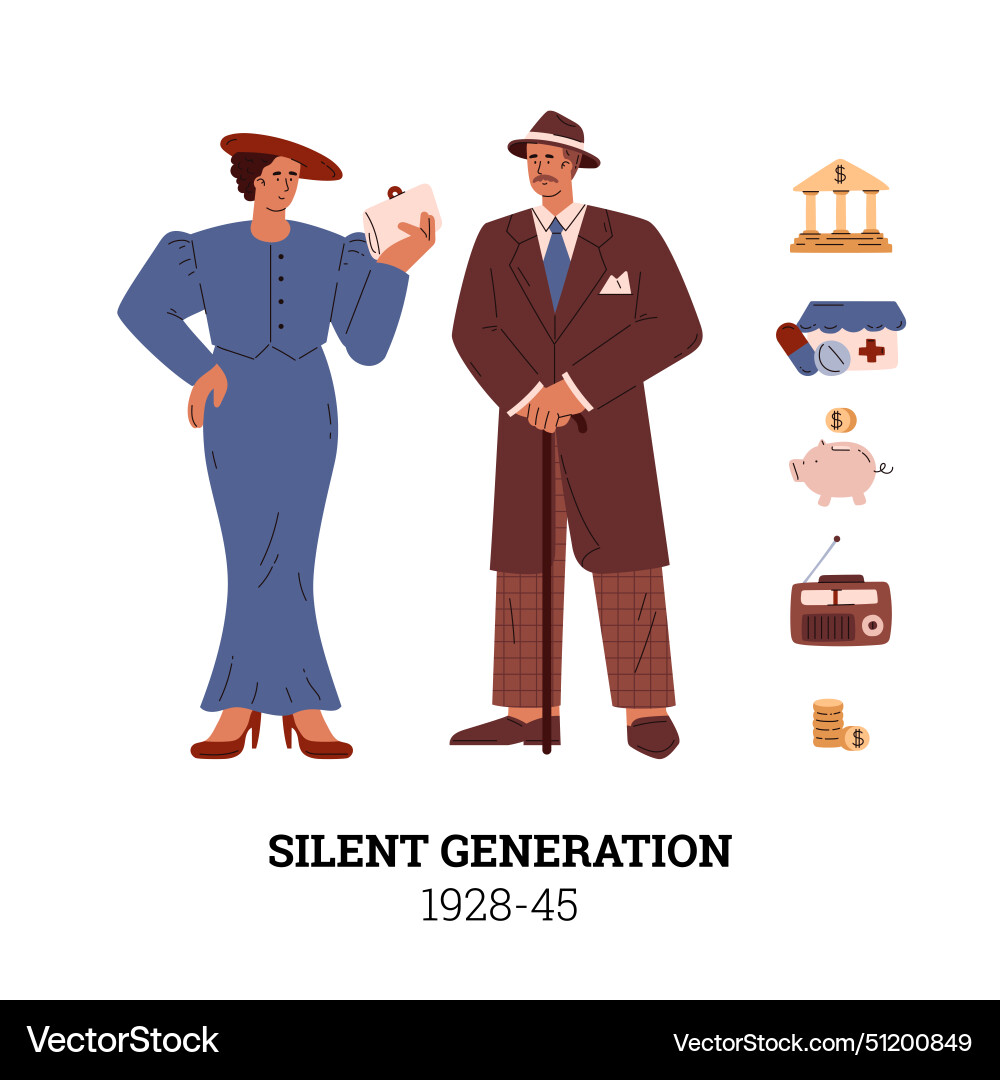 $
$
$
SILENT GENERATION
1928-45
VectorStock
VectorStock.com/51200849